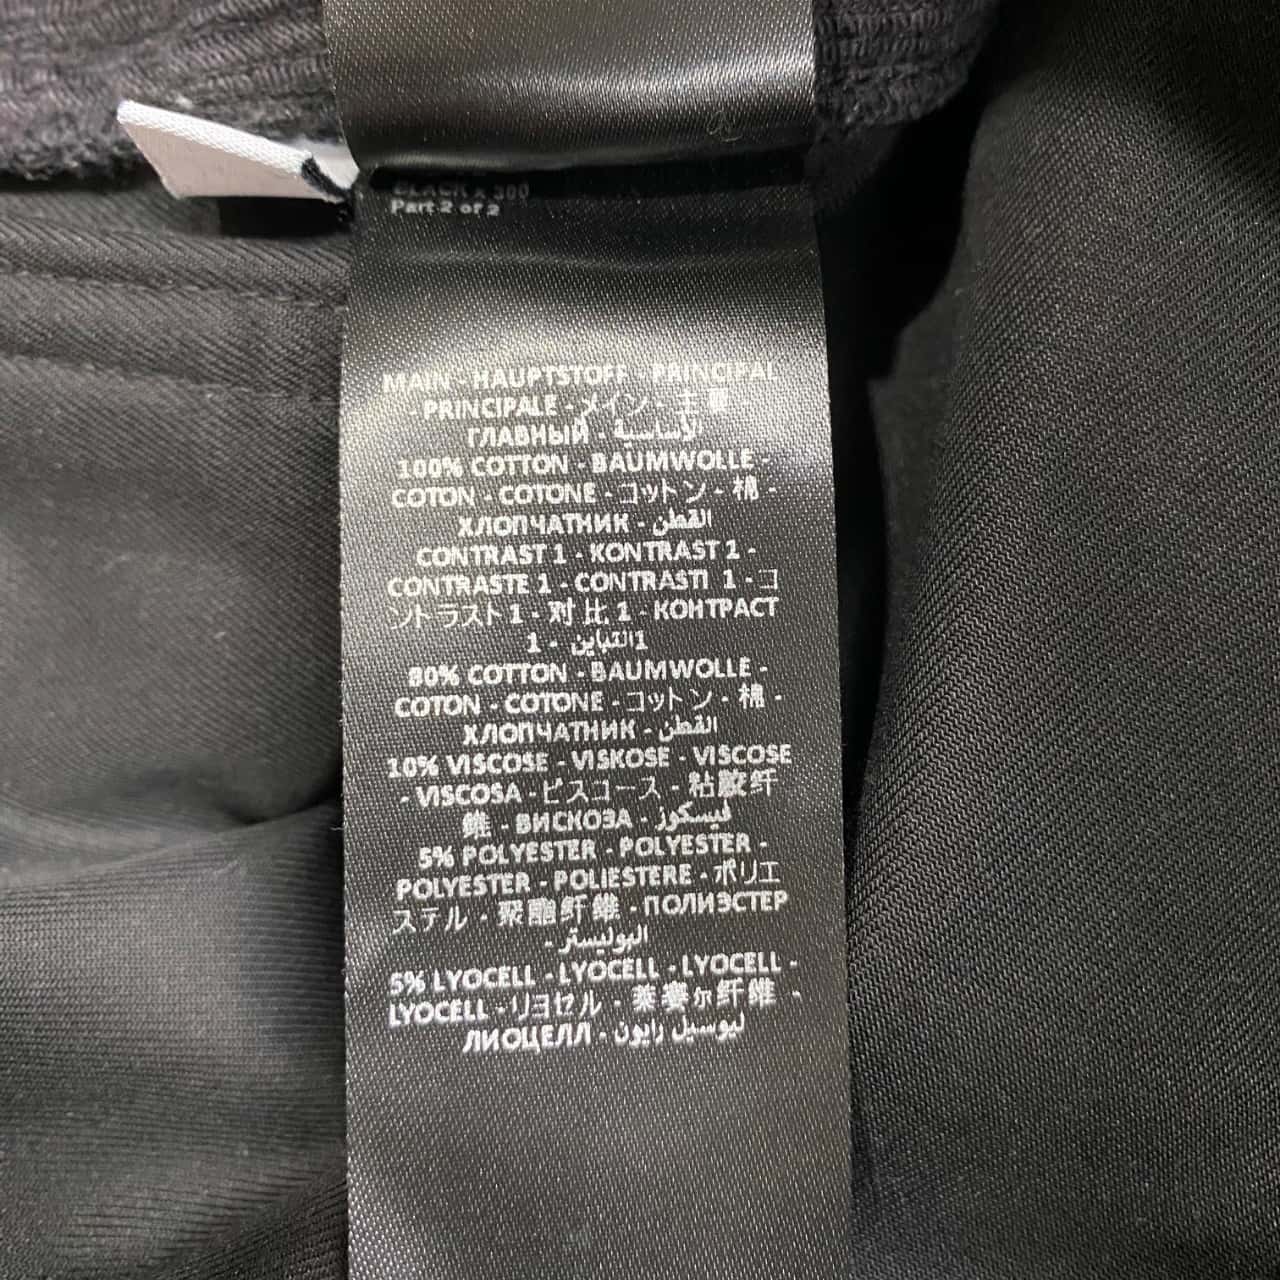 BLACK x 300
Part 2 of 2
MAIN - HAUPTSTOFF - PRINCIPAL
- PRINCIPALE - メイン - 主要 -
ГЛАВНЫЙ - الأساسية
100% COTTON - BAUMWOLLE -
COTON - COTONE - コットン - 棉 -
ХЛОПЧАТНИК - القطن
CONTRAST 1 - KONTRAST 1 -
CONTRASTE 1 - CONTRASTI 1 - コ
ントラスト1 - 对比 1 - КОНТРАСТ
1 - التباين1
80% COTTON - BAUMWOLLE -
COTON - COTONE - コットン - 棉 -
ХЛОПЧАТНИК - القطن
10% VISCOSE - VISKOSE - VISCOSE
- VISCOSA - ビスコース - 粘胶纤
维 - ВИСКОЗА - ليسكوز
5% POLYESTER - POLYESTER -
POLYESTER - POLIESTERE - ポリエ
ステル - 聚酯纤维 - ПОЛИЭСТЕР
- البوليستر
5% LYOCELL - LYOCELL - LYOCELL -
LYOCELL - リヨセル - 莱赛尔纤维 -
ЛИОЦЕЛЛ - ليوسيل رايون